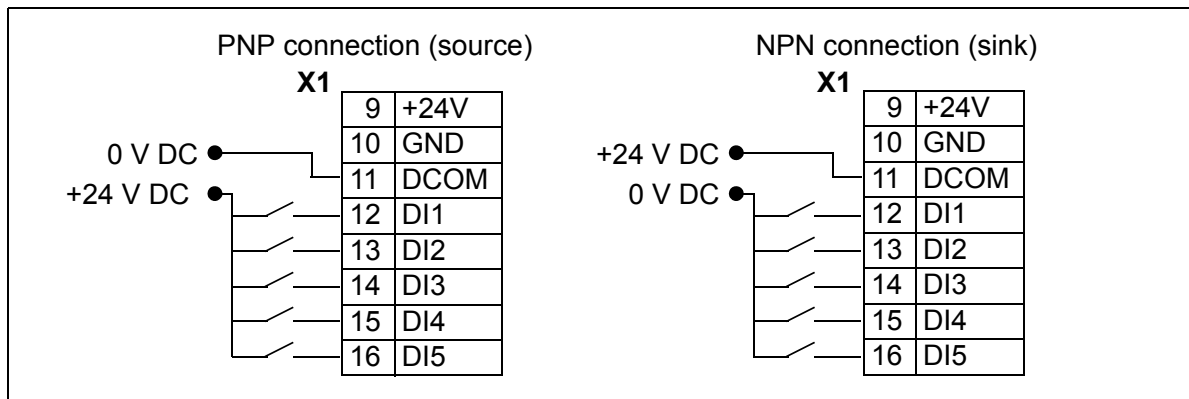 PNP connection (source)
X1
9 +24V
10 GND
0 V DC
11 DCOM
+24 V DC
12 DI1
13 DI2
14 DI3
15 DI4
16 DI5
NPN connection (sink)
X1
9 +24V
10 GND
+24 V DC
11 DCOM
0 V DC
12 DI1
13 DI2
14 DI3
15 DI4
16 DI5